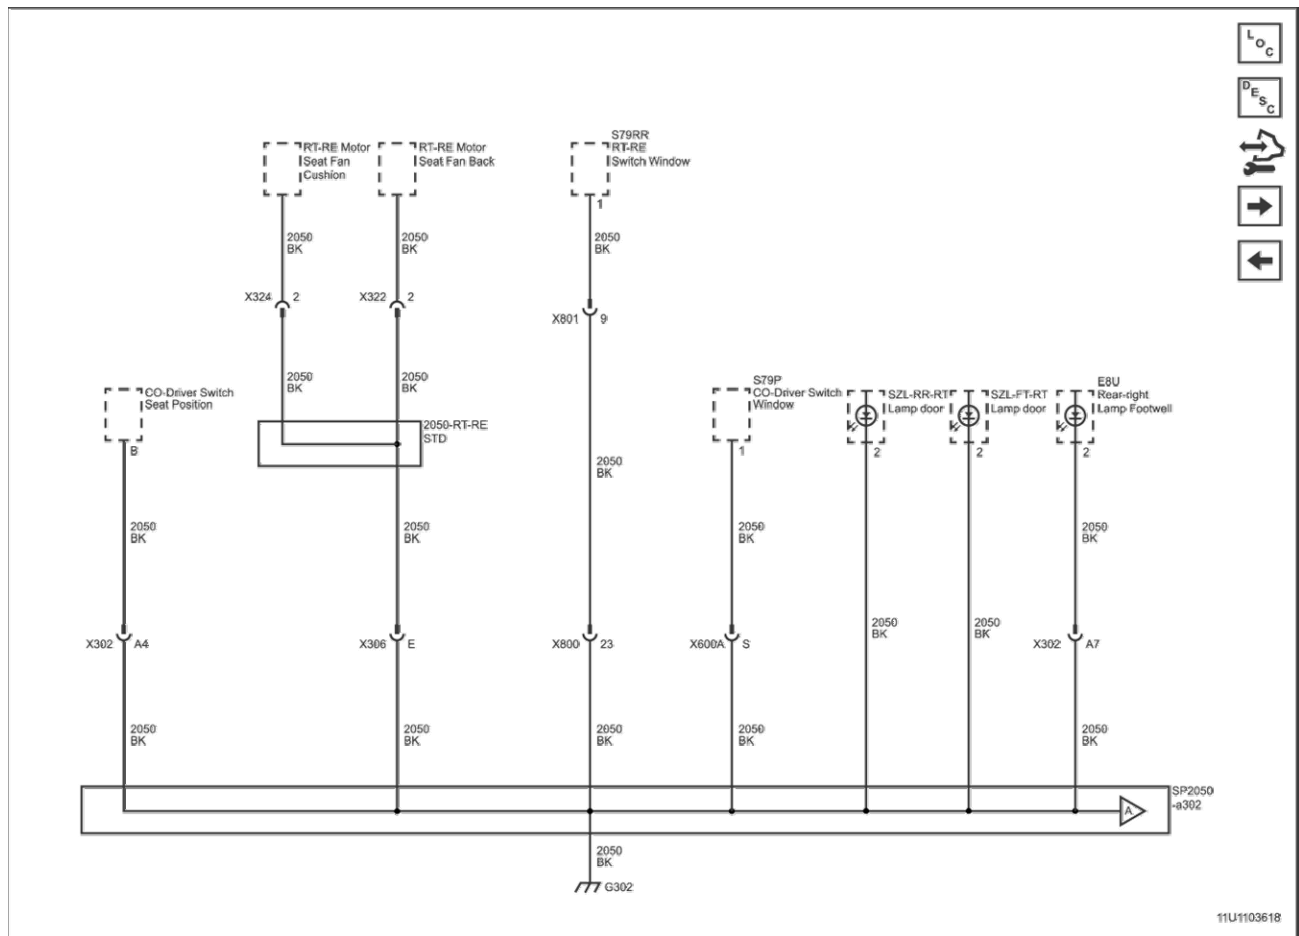 LOC
DESC
S79RR
RT-RE Motor
Seat Fan
Cushion
RT-RE Motor
Seat Fan Back
RT-RE
Switch Window
1
2050
BK
2050
BK
2050
BK
X324 2
X322 2
X801 9
2050
BK
2050
BK
CO-Driver Switch
Seat Position
S79P
CO-Driver Switch
Window
SZL-RR-RT
Lamp door
SZL-FT-RT
Lamp door
E8U
Rear-right
Lamp Footwell
2050-RT-RE
STD
B
1
2
2
2
2050
BK
2050
BK
2050
BK
2050
BK
2050
BK
2050
BK
2050
BK
X302 A4
X306 E
X800 23
X600A S
X302 A7
2050
BK
2050
BK
2050
BK
2050
BK
2050
BK
A
SP2050
-a302
2050
BK
G302
11U1103618